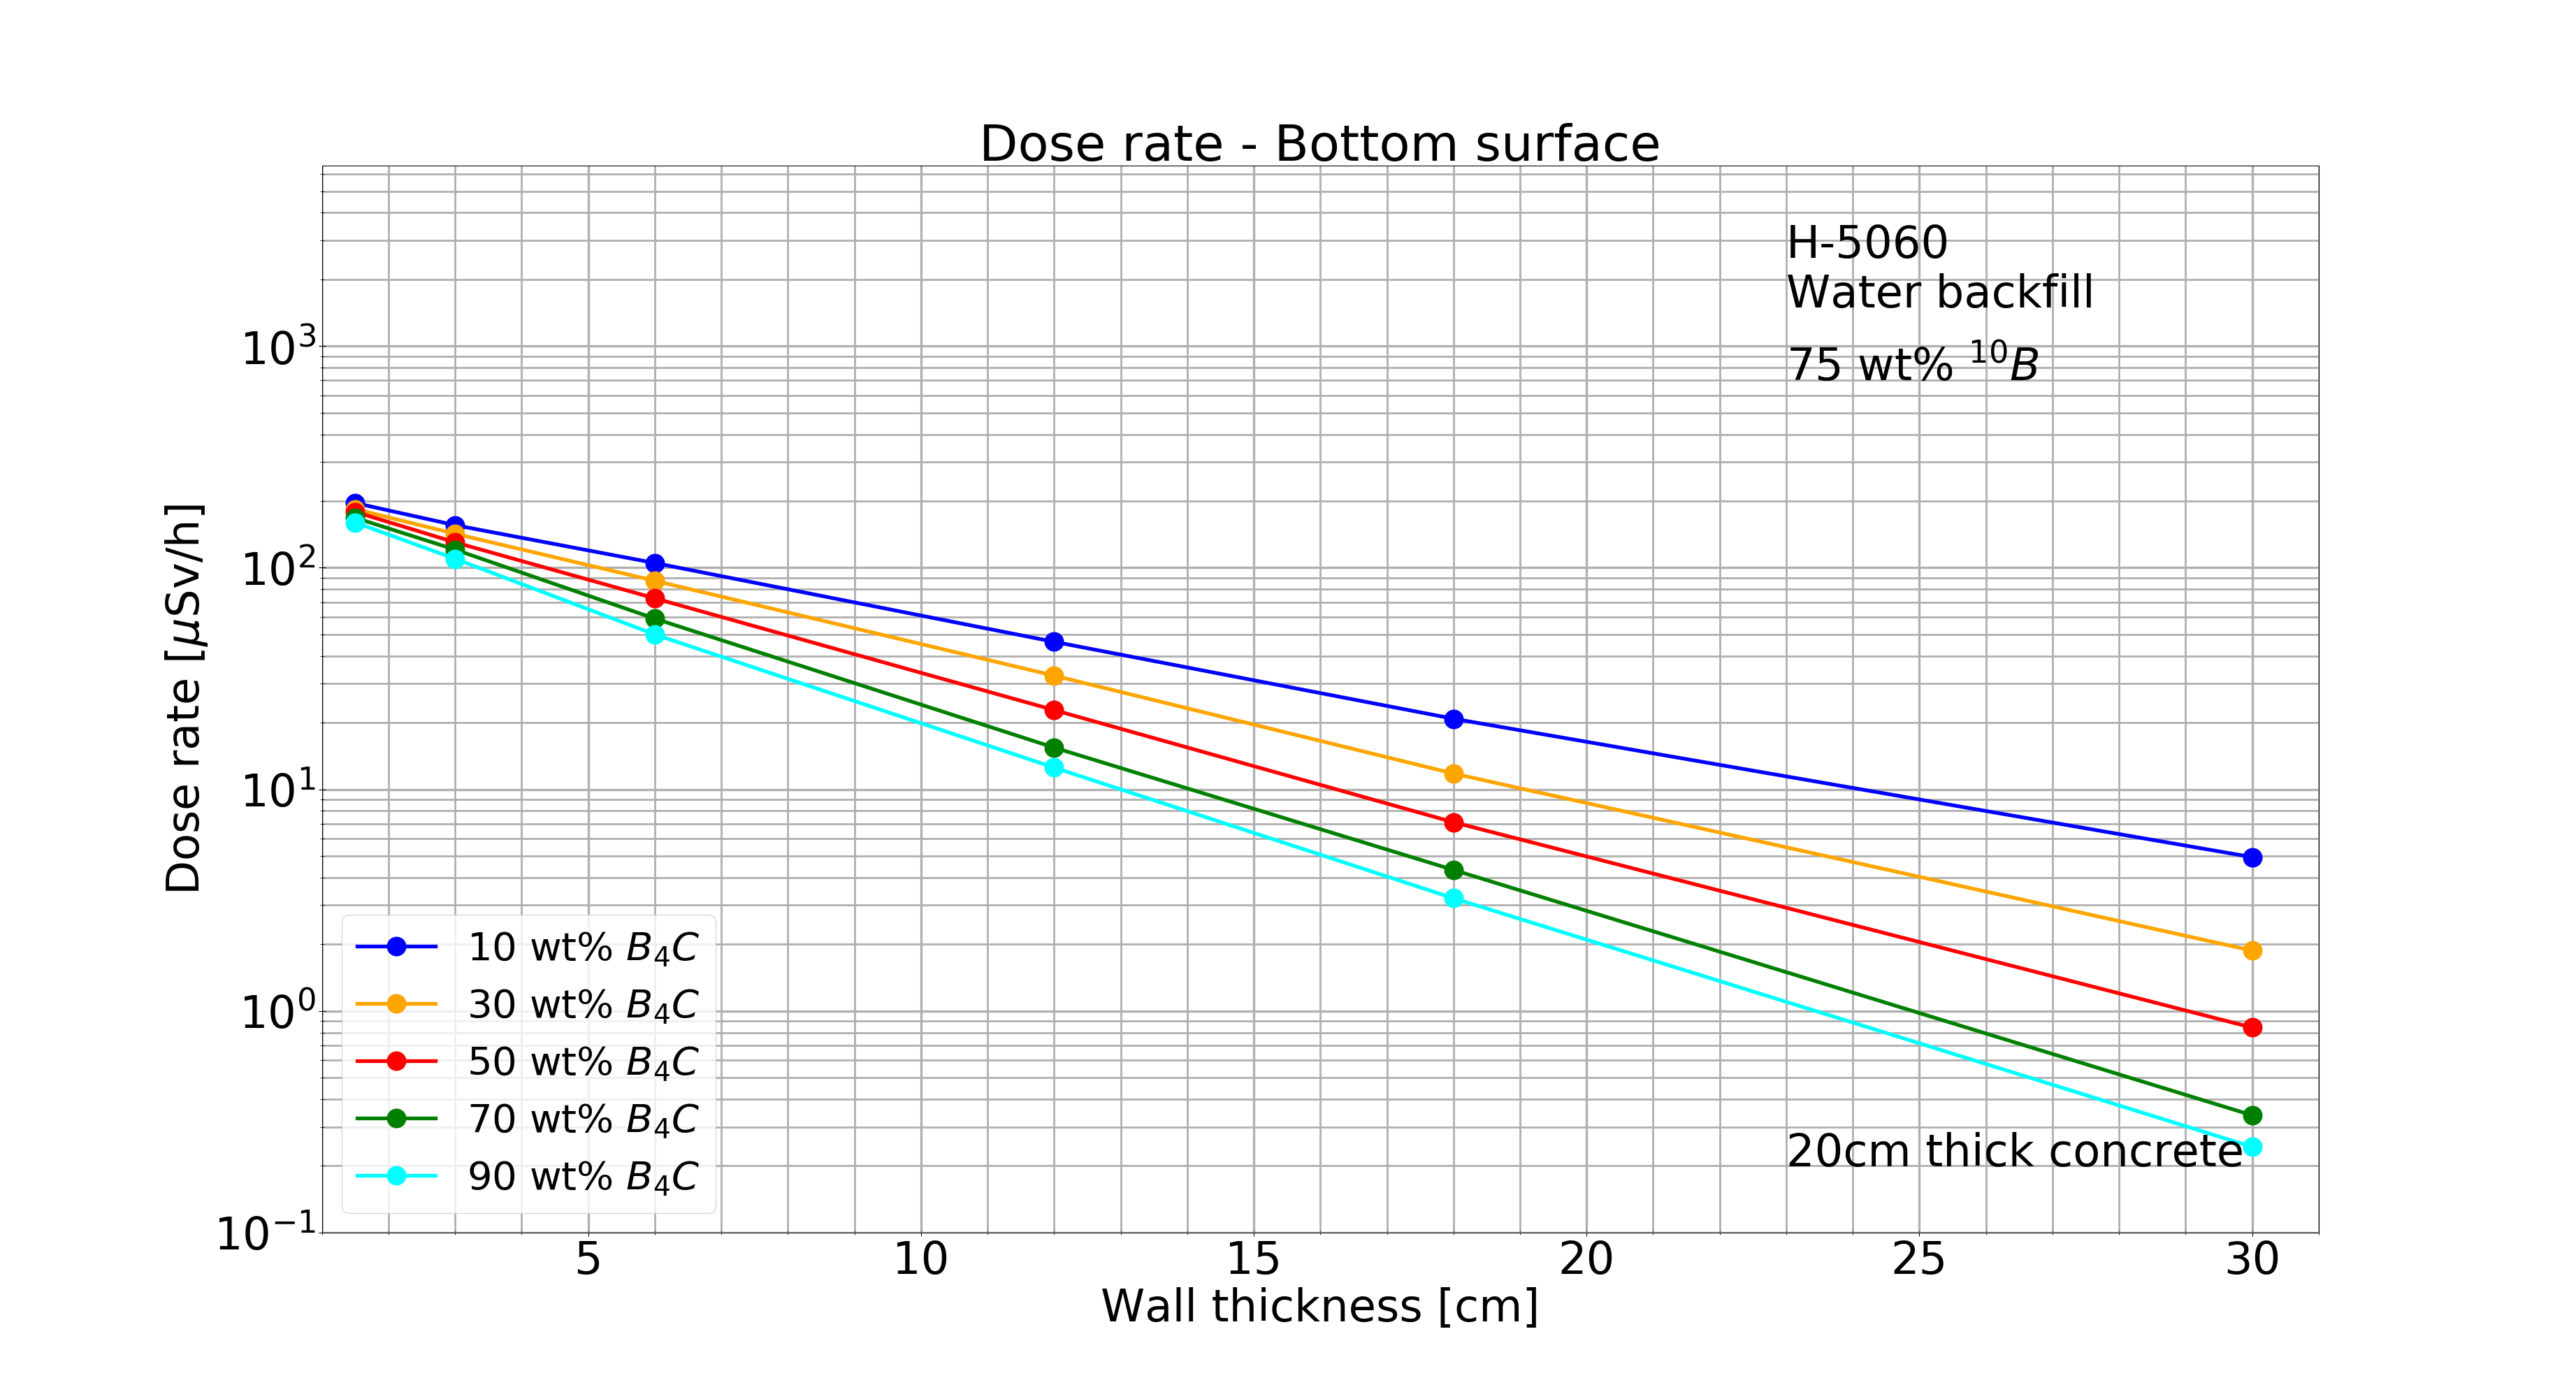 Dose rate - Bottom surface
H-5060
Water backfill
75 wt% ¹⁰B
Dose rate [μSv/h]
10³
10²
10¹
10⁰
10⁻¹
10 wt% B₄C
30 wt% B₄C
50 wt% B₄C
70 wt% B₄C
90 wt% B₄C
20cm thick concrete
5 10 15 20 25 30
Wall thickness [cm]